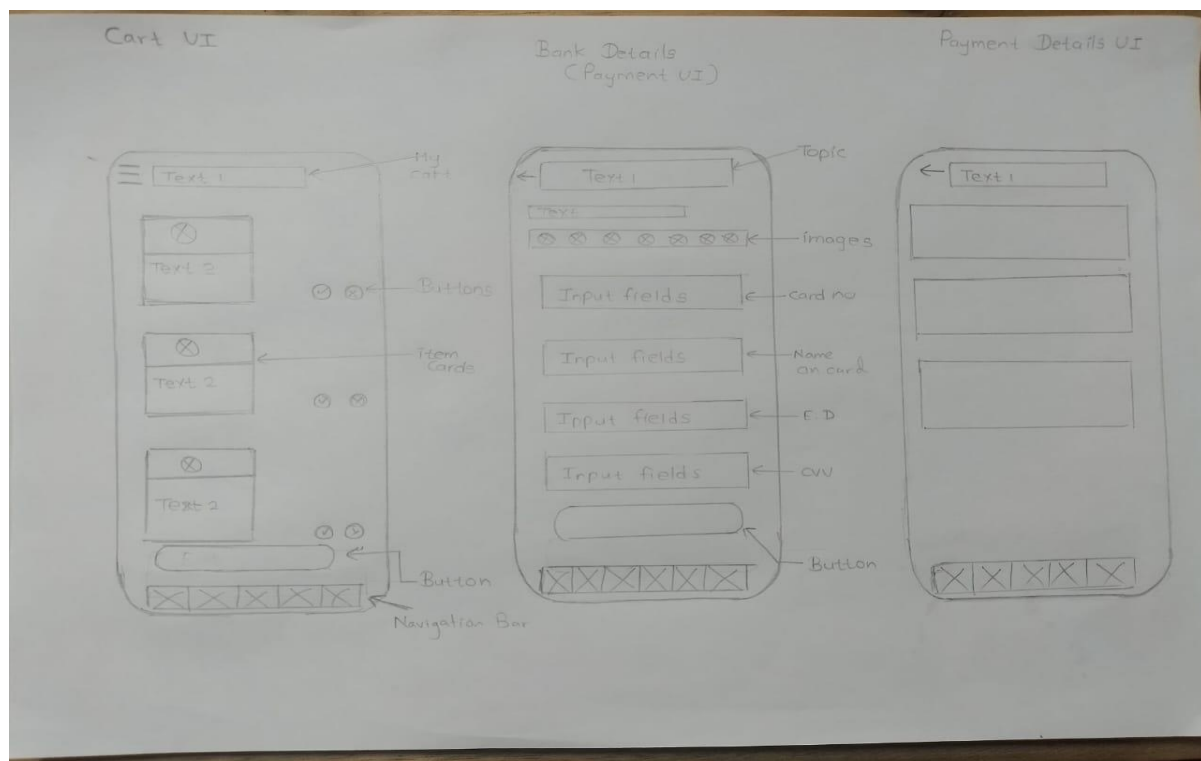 Cart UI
Bank Details
(Payment UI)
Payment Details UI
Text 1
My
Text 2
Buttons
Text 2
Item
Cards
Text 2
Button
Navigation Bar
Text 1
Topic
Text
images
Input fields
Card no
Input fields
Name
on card
Input fields
E.D
Input fields
CVV
Button
Text 1